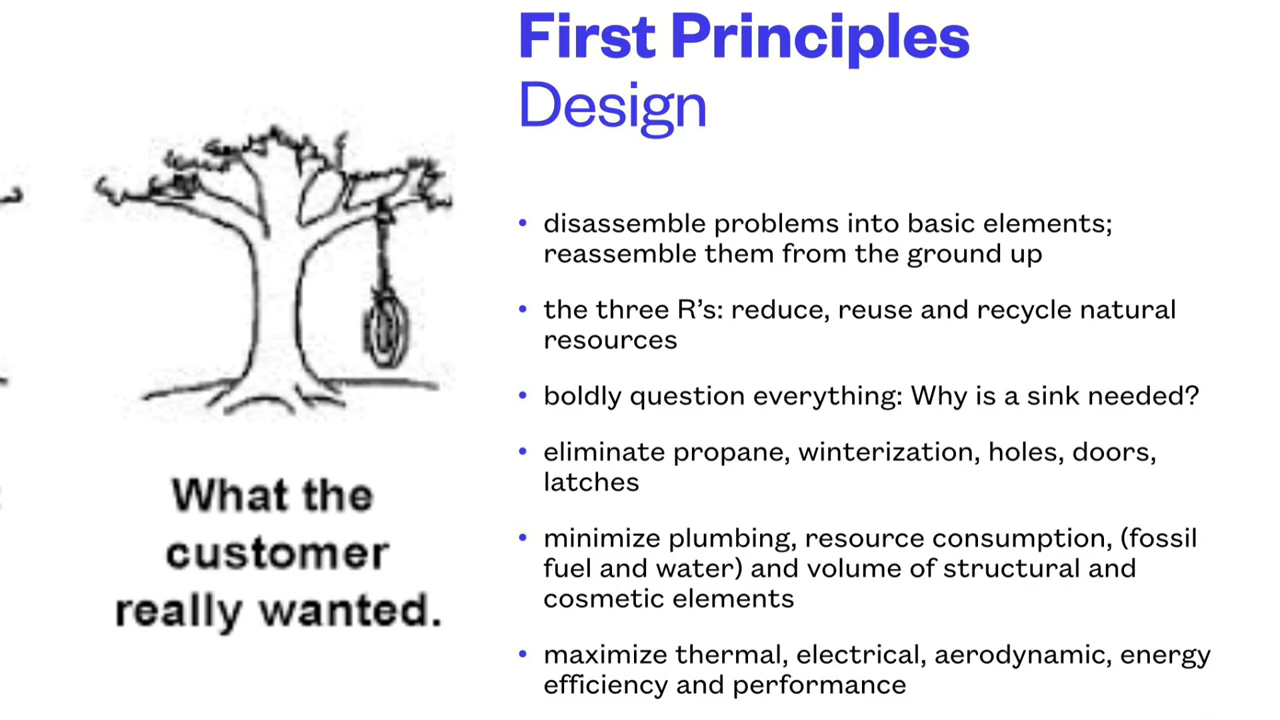 First Principles
Design
• disassemble problems into basic elements;
reassemble them from the ground up
• the three R’s: reduce, reuse and recycle natural
resources
• boldly question everything: Why is a sink needed?
• eliminate propane, winterization, holes, doors,
latches
• minimize plumbing, resource consumption, (fossil
fuel and water) and volume of structural and
cosmetic elements
• maximize thermal, electrical, aerodynamic, energy
efficiency and performance
What the
customer
really wanted.